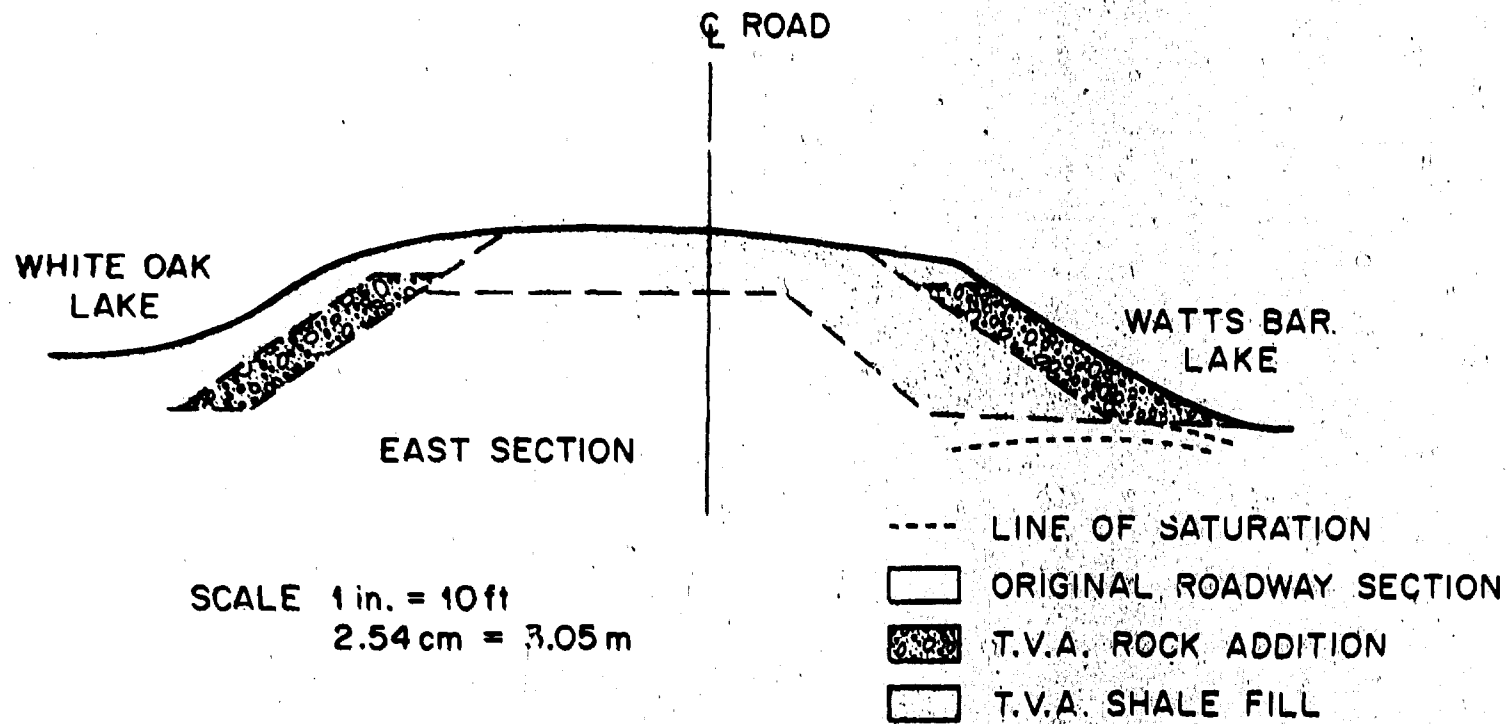 ℄ ROAD
WHITE OAK
LAKE
WATTS BAR.
LAKE
EAST SECTION
SCALE 1 in. = 10 ft
2.54 cm = 3.05 m
LINE OF SATURATION
ORIGINAL ROADWAY SECTION
T.V.A. ROCK ADDITION
T.V.A. SHALE FILL